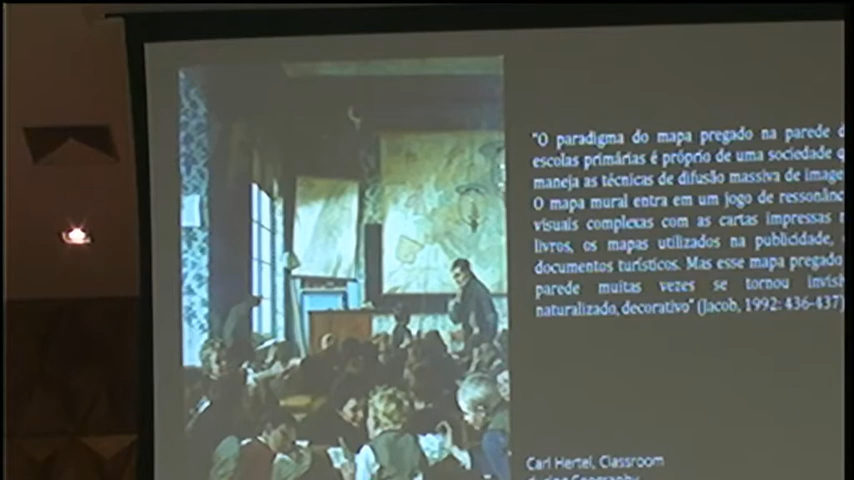 "O paradigma do mapa pregado na parede d
escolas primárias é próprio de uma sociedade q
maneja as técnicas de difusão massiva de image
O mapa mural entra em um jogo de ressonânc
visuais complexas com as cartas impressas n
livros, os mapas utilizados na publicidade,
documentos turísticos. Mas esse mapa pregado
parede muitas vezes se tornou invisí
naturalizado, decorativo" (Jacob, 1992: 436-437)
Carl Hertel, Classroom
during Geography